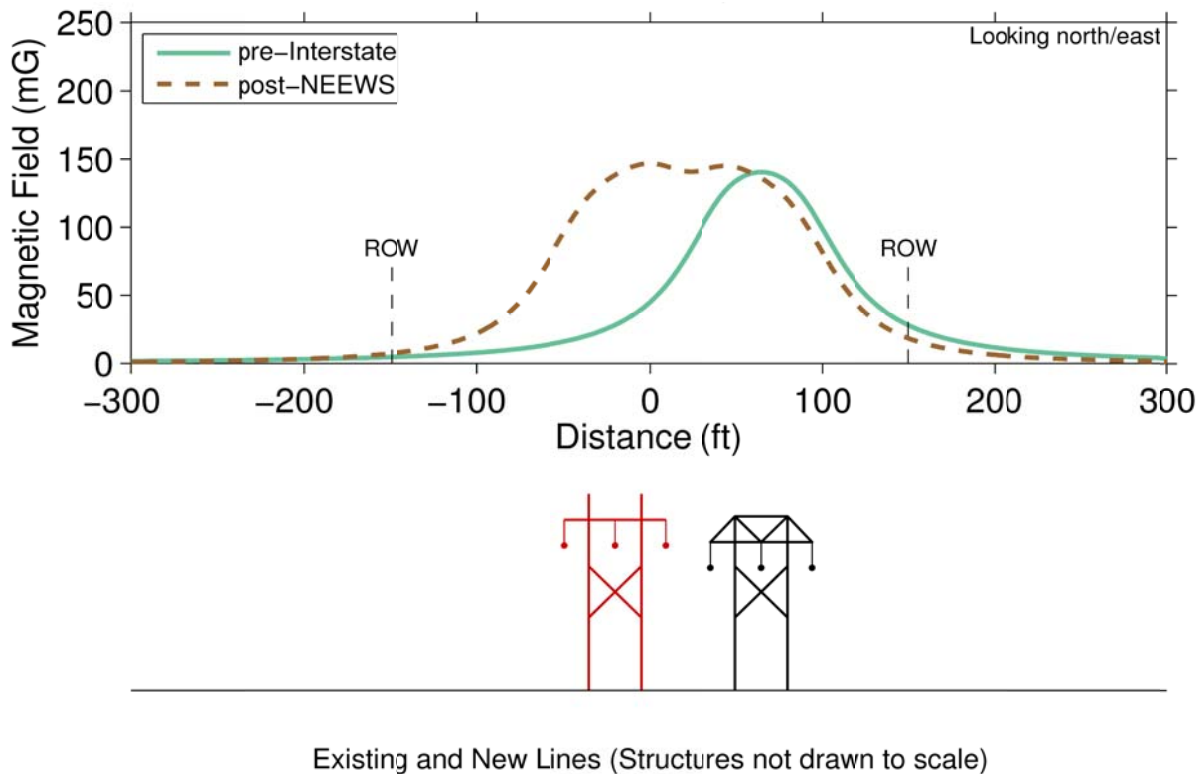 250
200
150
100
50
0
Magnetic Field (mG)
pre−Interstate
post−NEEWS
Looking north/east
ROW
ROW
−300 −200 −100 0 100 200 300
Distance (ft)
Existing and New Lines (Structures not drawn to scale)